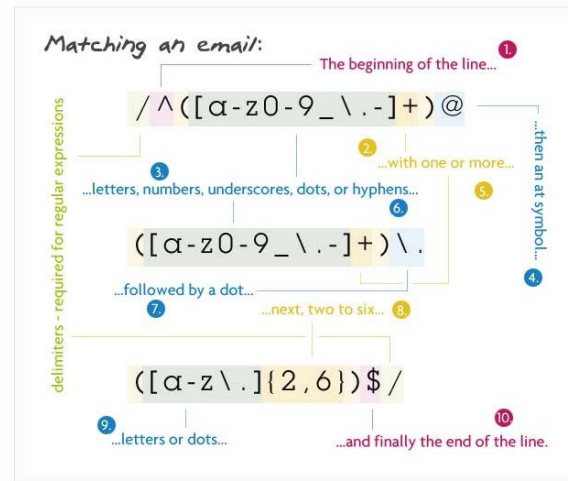 Matching an email:
1.
The beginning of the line...
/^([a-z0-9_\.-]+)@
2.
...with one or more...
3.
...letters, numbers, underscores, dots, or hyphens...
...then an at symbol...
4.
5.
6.
([a-z0-9_\.-]+)\.
...followed by a dot...
7.
...next, two to six...
8.
([a-z\.]{2,6})$/
9.
...letters or dots...
10.
...and finally the end of the line.
delimiters - required for regular expressions